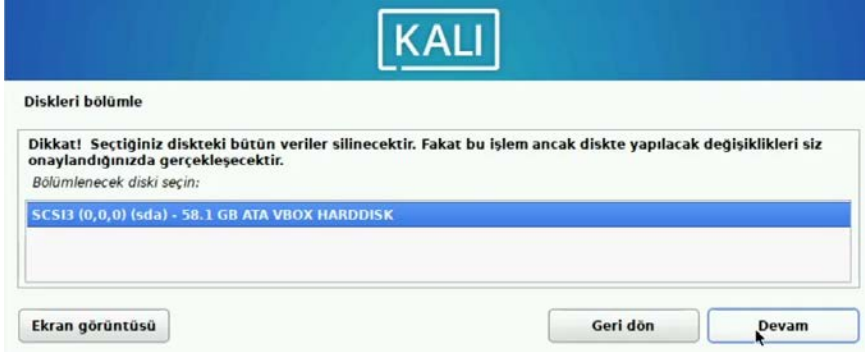 KALI
Diskleri bölümle
Dikkat! Seçtiğiniz diskteki bütün veriler silinecektir. Fakat bu işlem ancak diskte yapılacak değişiklikleri siz
onaylandığınızda gerçekleşecektir.
Bölümlenecek diski seçin:
SCSI3 (0,0,0) (sda) - 58.1 GB ATA VBOX HARDDISK
Ekran görüntüsü
Geri dön
Devam